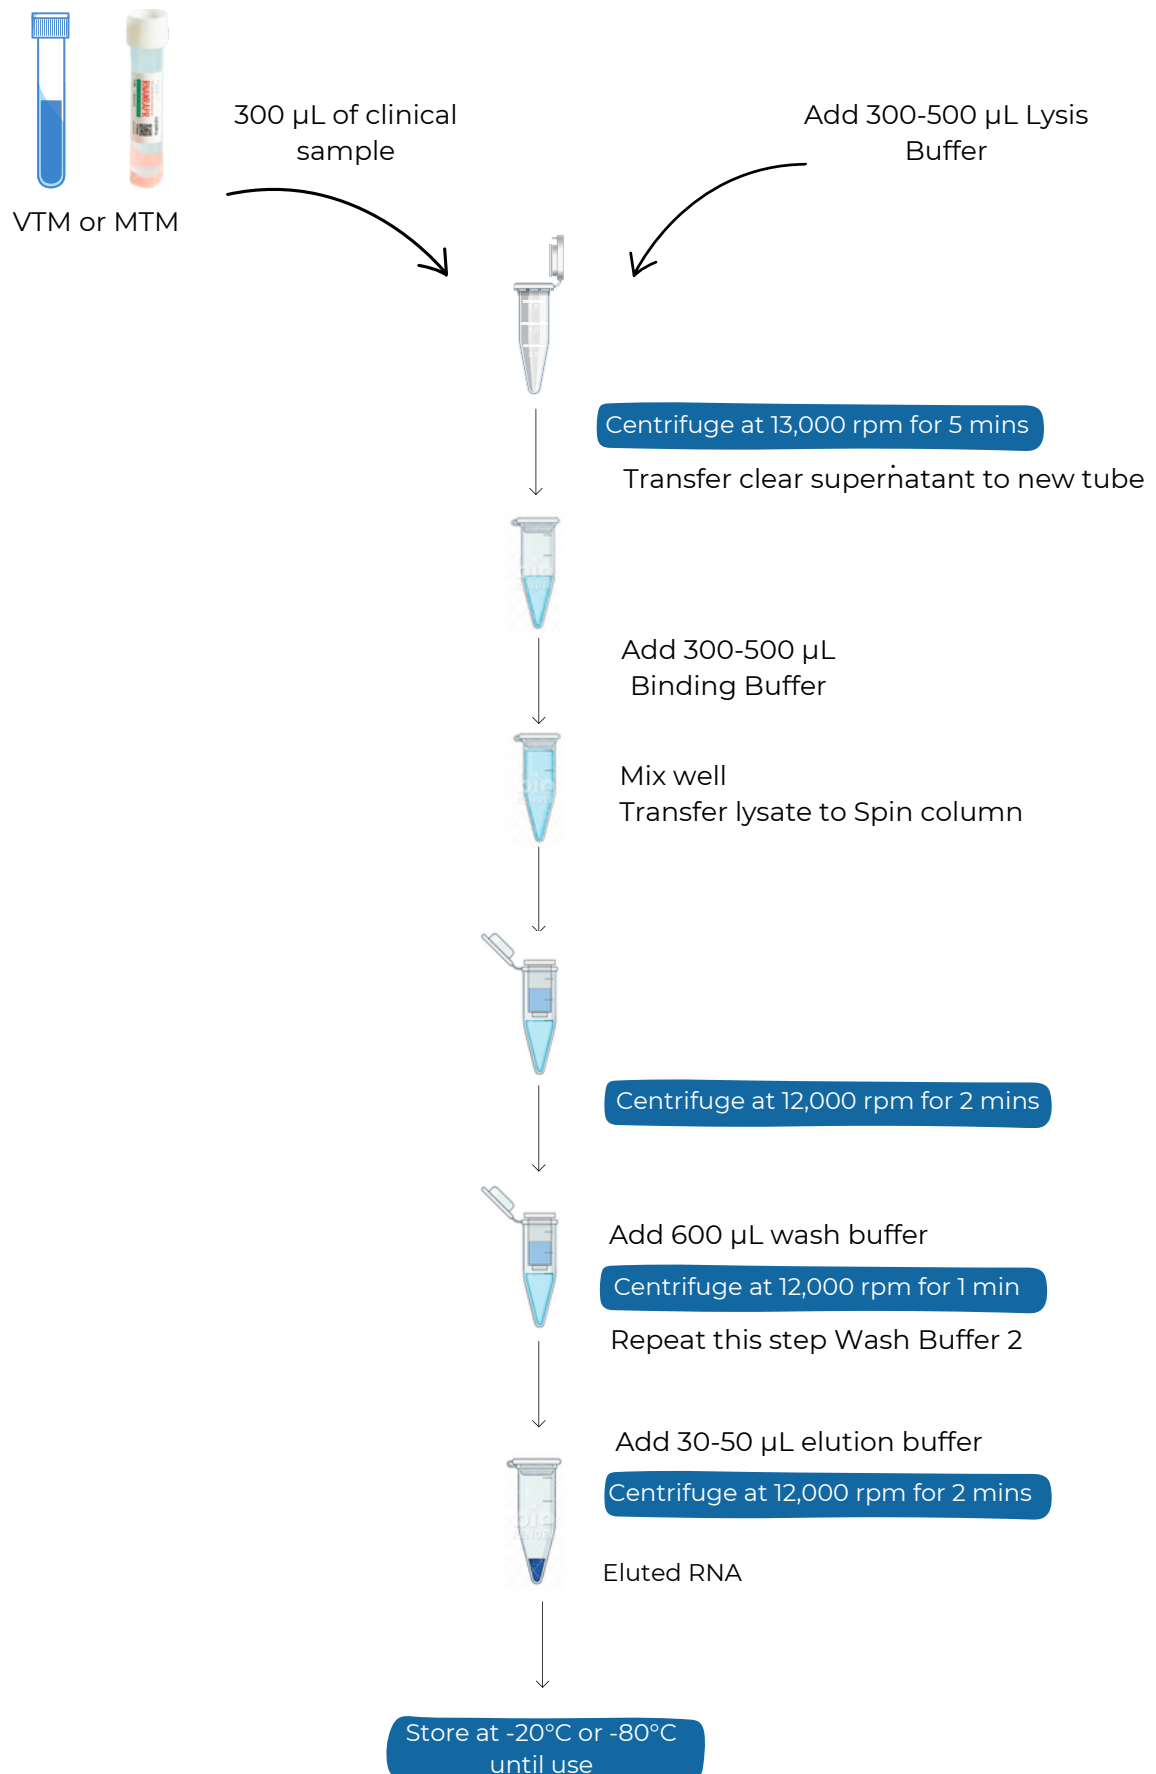 300 µL of clinical
sample
Add 300-500 µL Lysis
Buffer
VTM or MTM
Centrifuge at 13,000 rpm for 5 mins
Transfer clear supernatant to new tube
Add 300-500 µL
Binding Buffer
Mix well
Transfer lysate to Spin column
Centrifuge at 12,000 rpm for 2 mins
Add 600 µL wash buffer
Centrifuge at 12,000 rpm for 1 min
Repeat this step Wash Buffer 2
Add 30-50 µL elution buffer
Centrifuge at 12,000 rpm for 2 mins
Eluted RNA
Store at -20°C or -80°C
until use